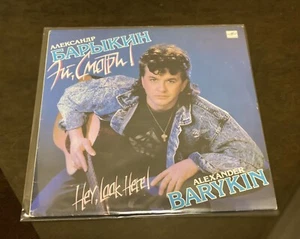 АЛЕКСАНДР
БАРЫКИН
Эй, Смотри!
Hey, Look Here!
ALEXANDER
BARYKIN